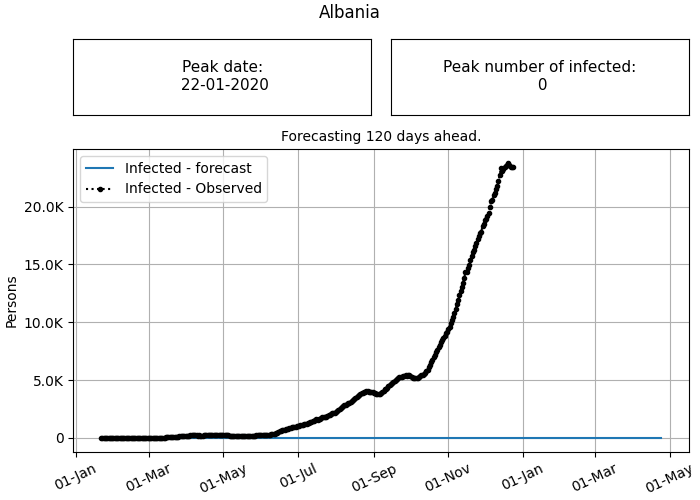 Albania
Peak date:
22-01-2020
Peak number of infected:
0
Forecasting 120 days ahead.
Infected - forecast
Infected - Observed
Persons
20.0K
15.0K
10.0K
5.0K
0
01-Jan
01-Mar
01-May
01-Jul
01-Sep
01-Nov
01-Jan
01-Mar
01-May